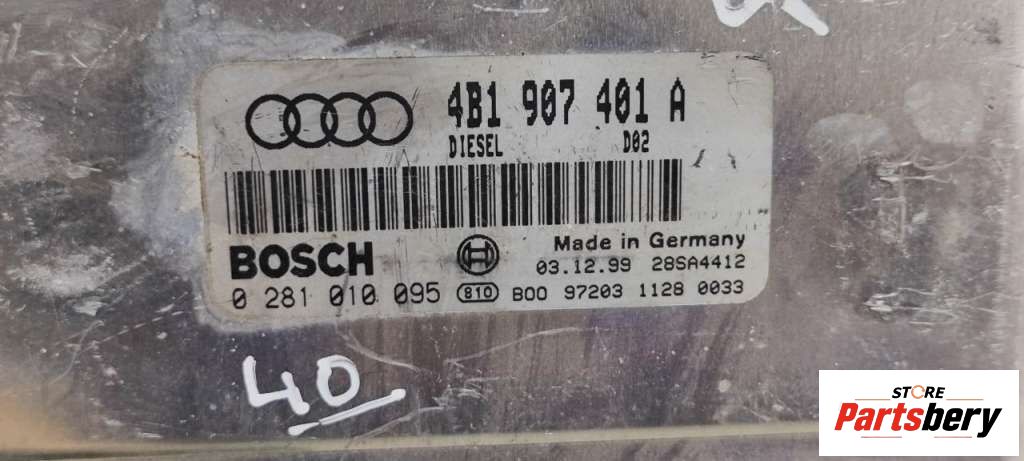 4B1 907 401 A
DIESEL D02
BOSCH
Made in Germany
03.12.99 28SA4412
0 281 010 095 810 B00 97203 1128 0033
40
STORE
Partsbery